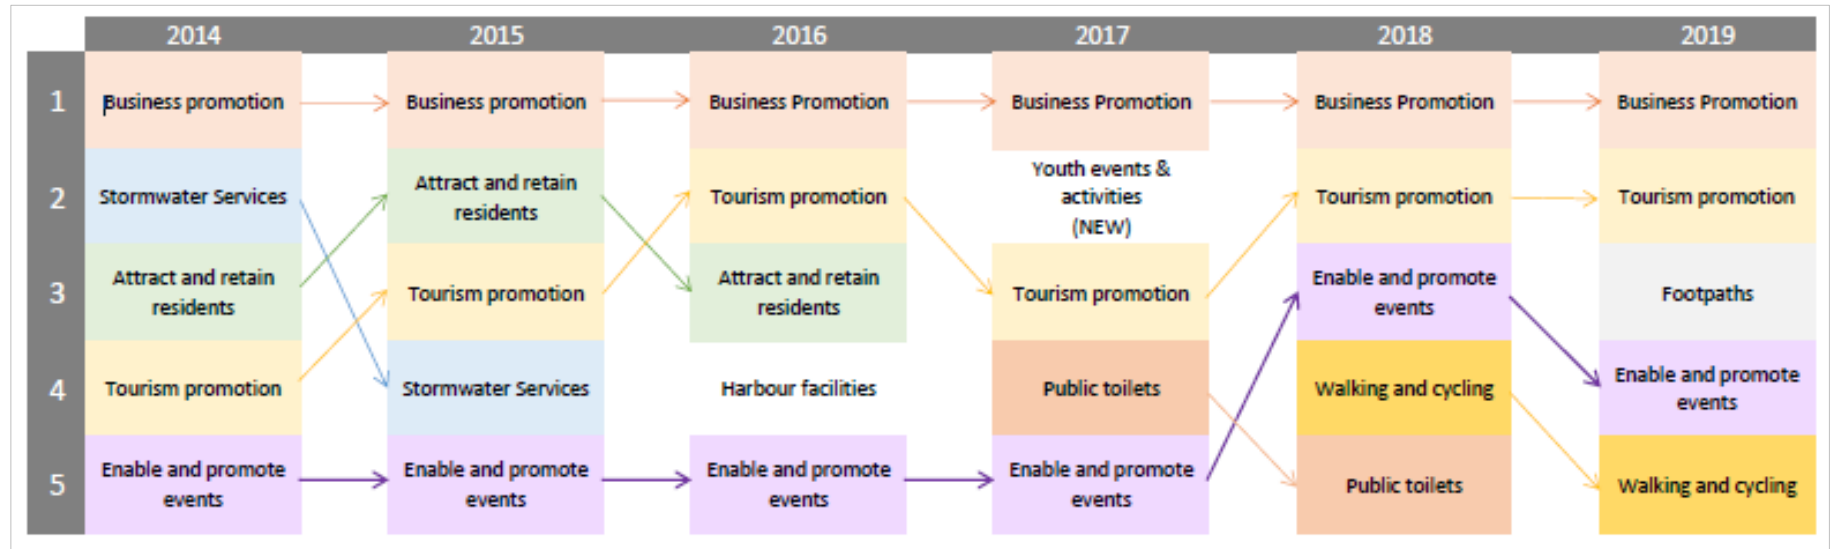 2014 2015 2016 2017 2018 2019
1 Business promotion Business promotion Business Promotion Business Promotion Business Promotion Business Promotion
2 Stormwater Services Attract and retain
residents Tourism promotion Youth events &
activities
(NEW) Tourism promotion Tourism promotion
3 Attract and retain
residents Tourism promotion Attract and retain
residents Tourism promotion Enable and promote
events Footpaths
4 Tourism promotion Stormwater Services Harbour facilities Public toilets Walking and cycling Enable and promote
events
5 Enable and promote
events Enable and promote
events Enable and promote
events Enable and promote
events Public toilets Walking and cycling